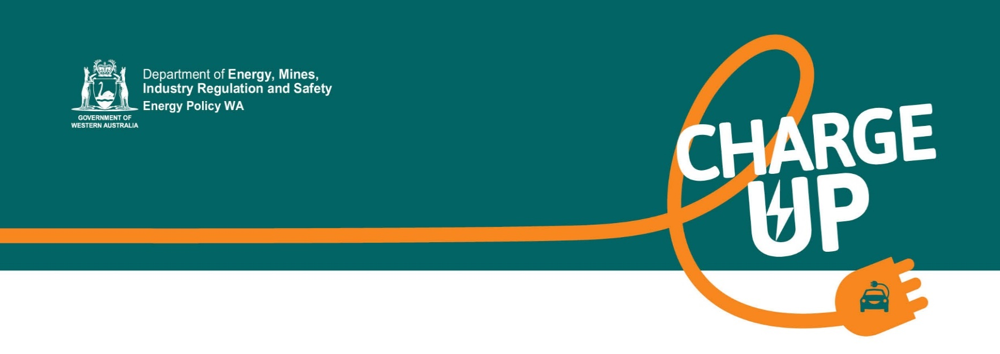 Department of Energy, Mines,
Industry Regulation and Safety
Energy Policy WA
GOVERNMENT OF
WESTERN AUSTRALIA
CHARGE
UP